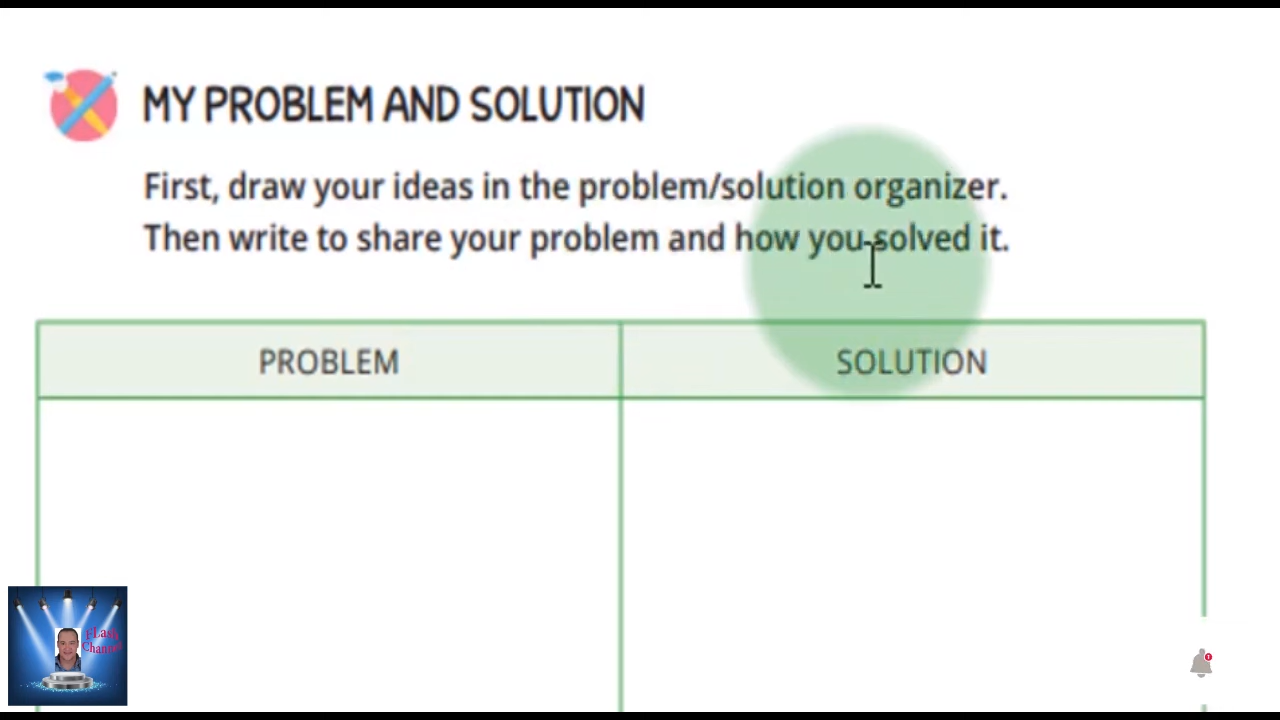 MY PROBLEM AND SOLUTION
First, draw your ideas in the problem/solution organizer.
Then write to share your problem and how you solved it.
PROBLEM
SOLUTION
FLash